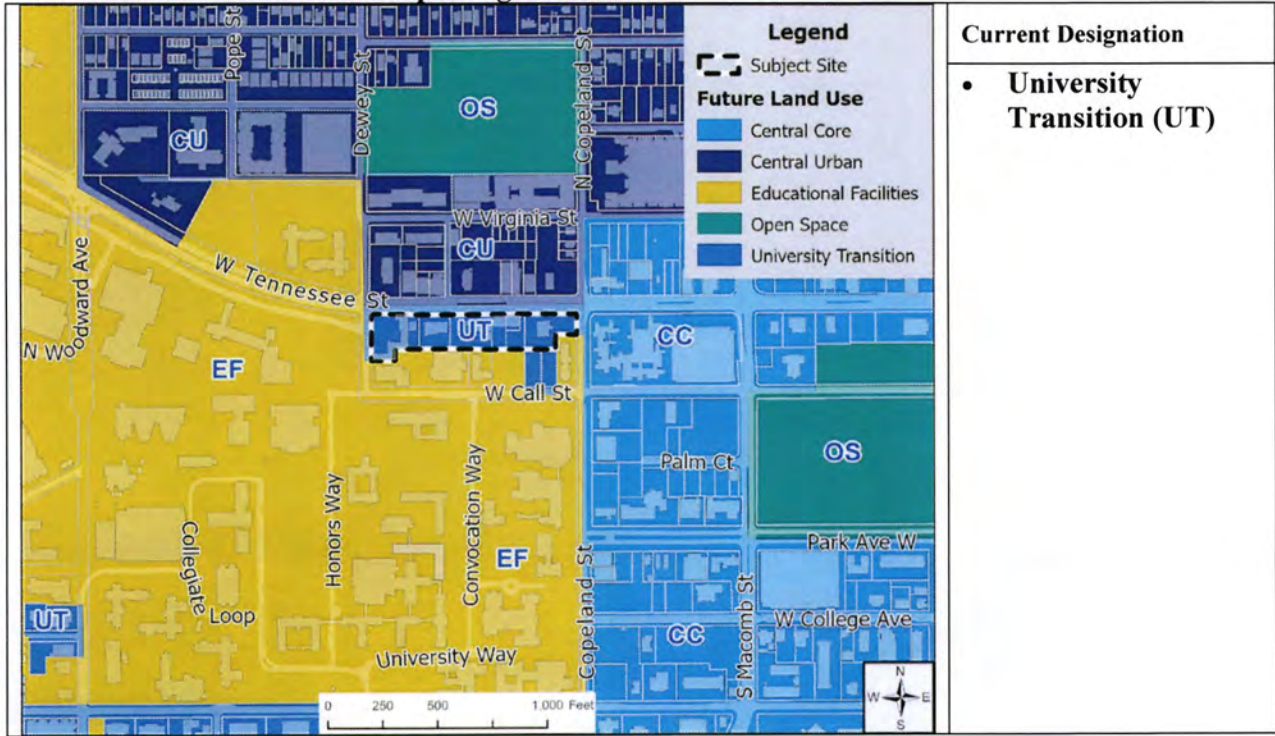 Pope St
Dewey St
N Copeland St
OS
CU
Legend
Subject Site
Future Land Use
Central Core
Central Urban
Educational Facilities
Open Space
University Transition
Current Designation
• University
Transition (UT)
W Virginia St
CU
W Tennessee St
N Woodward Ave
UT
CC
EF
W Call St
Palm Ct
OS
Honors Way
Convocation Way
Collegiate
Loop
EF
Copeland St
Park Ave W
UT
CC
W College Ave
S Macomb St
University Way
0 250 500 1,000 Feet
N
W E
S